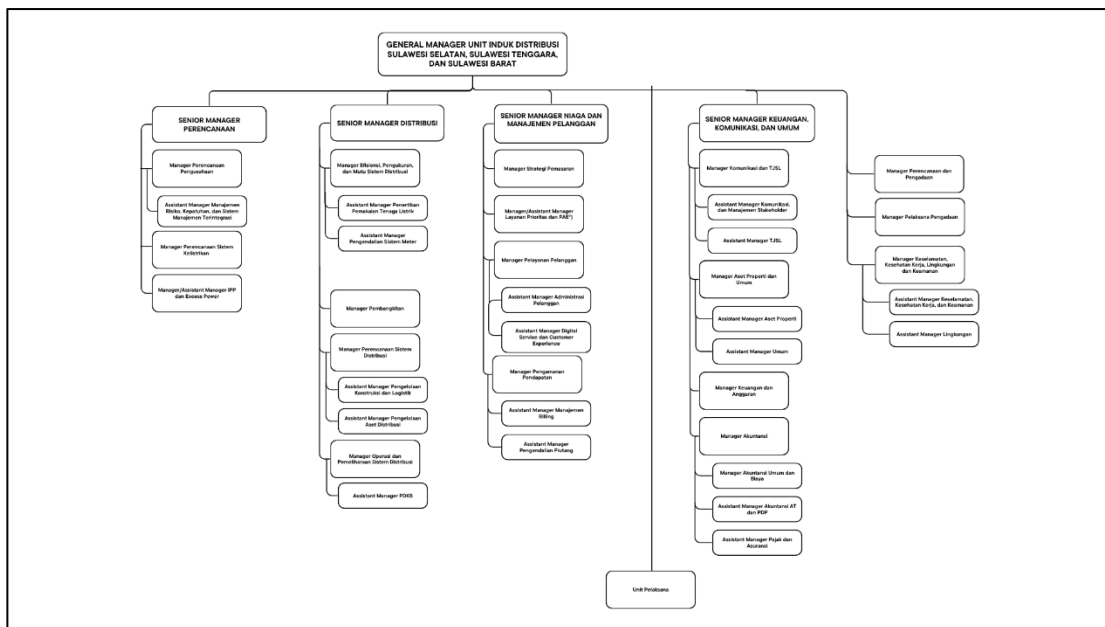 GENERAL MANAGER UNIT INDUK DISTRIBUSI
SULAWESI SELATAN, SULAWESI TENGGARA,
DAN SULAWESI BARAT
SENIOR MANAGER
PERENCANAAN
Manager Perencanaan
Pengusahaan
Assistant Manager Manajemen
Risiko, Kepatuhan, dan Sistem
Manajemen Terintegrasi
Manager Perencanaan Sistem
Kelistrikan
Manager/Assistant Manager IPP
dan Excess Power
SENIOR MANAGER DISTRIBUSI
Manager Efisiensi, Pengukuran,
dan Mutu Sistem Distribusi
Assistant Manager Penertiban
Pemakaian Tenaga Listrik
Assistant Manager
Pengendalian Sistem Meter
Manager Pembangkitan
Manager Perencanaan Sistem
Distribusi
Assistant Manager Pengelolaan
Konstruksi dan Logistik
Assistant Manager Pengelolaan
Aset Distribusi
Manager Operasi dan
Pemeliharaan Sistem Distribusi
Assistant Manager PDKB
SENIOR MANAGER NIAGA DAN
MANAJEMEN PELANGGAN
Manager Strategi Pemasaran
Manager/Assistant Manager
Layanan Prioritas dan PAE*)
Manager Pelayanan Pelanggan
Assistant Manager Administrasi
Pelanggan
Assistant Manager Digital
Service dan Customer
Experience
Manager Pengamanan
Pendapatan
Assistant Manager Manajemen
Billing
Assistant Manager
Pengendalian Piutang
SENIOR MANAGER KEUANGAN,
KOMUNIKASI, DAN UMUM
Manager Komunikasi dan TJSL
Assistant Manager Komunikasi,
dan Manajemen Stakeholder
Assistant Manager TJSL
Manager Aset Properti dan
Umum
Assistant Manager Aset Properti
Assistant Manager Umum
Manager Keuangan dan
Anggaran
Manager Akuntansi
Manager Akuntansi Umum dan
Biaya
Assistant Manager Akuntansi AT
dan PDP
Assistant Manager Pajak dan
Asuransi
Manager Perencanaan dan
Pengadaan
Manager Pelaksana Pengadaan
Manager Keselamatan,
Kesehatan Kerja, Lingkungan
dan Keamanan
Assistant Manager Keselamatan,
Kesehatan Kerja, dan Keamanan
Assistant Manager Lingkungan
Unit Pelaksana